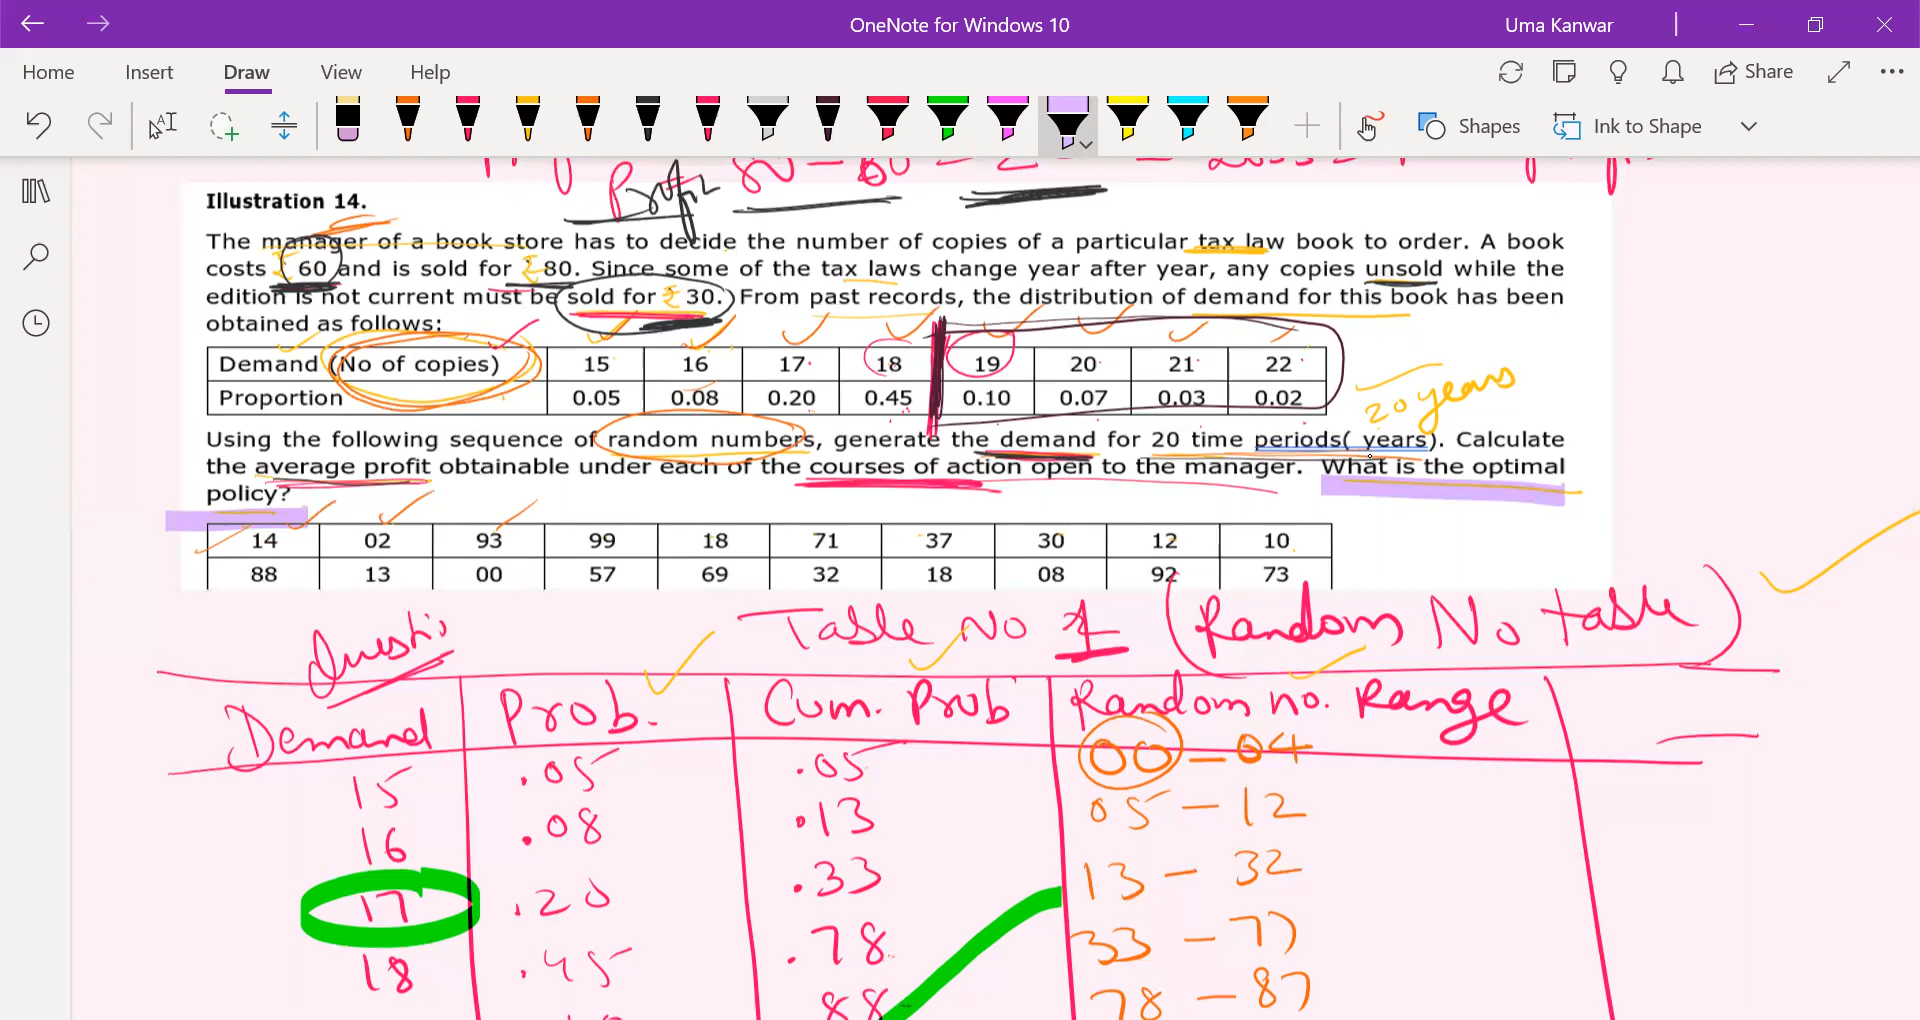 OneNote for Windows 10
Uma Kanwar
Home Insert Draw View Help
Share
Shapes Ink to Shape
Profit 80 - 60 =
Illustration 14.
The manager of a book store has to decide the number of copies of a particular tax law book to order. A book
costs ₹ 60 and is sold for ₹ 80. Since some of the tax laws change year after year, any copies unsold while the
edition is not current must be sold for ₹ 30. From past records, the distribution of demand for this book has been
obtained as follows:
Demand (No of copies) 15 16 17 18 19 20 21 22
Proportion 0.05 0.08 0.20 0.45 0.10 0.07 0.03 0.02
20 years
Using the following sequence of random numbers, generate the demand for 20 time periods( years). Calculate
the average profit obtainable under each of the courses of action open to the manager. What is the optimal
policy?
14 02 93 99 18 71 37 30 12 10
88 13 00 57 69 32 18 08 92 73
Questio Table No 1 (Random No table)
Demand Prob. Cum. Prob Random no. Range
15 .05 .05 00 - 04
16 .08 .13 05 - 12
17 .20 .33 13 - 32
18 .45 .78 33 - 77
88 78 - 87